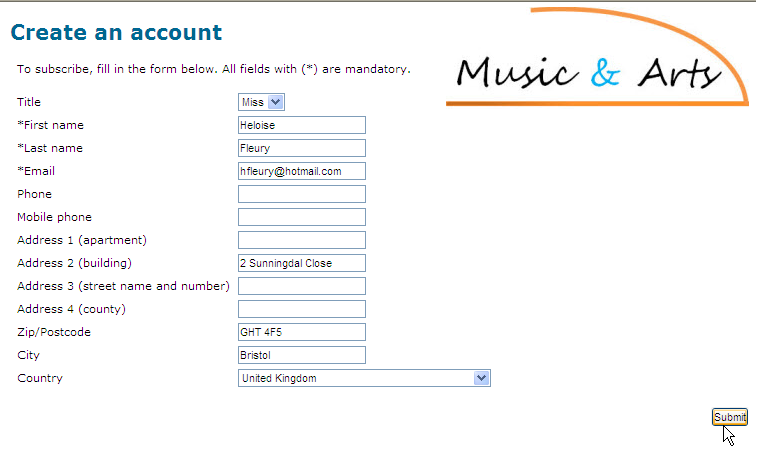 Create an account
Music & Arts
To subscribe, fill in the form below. All fields with (*) are mandatory.
Title Miss
*First name Heloise
*Last name Fleury
*Email hfleury@hotmail.com
Phone
Mobile phone
Address 1 (apartment)
Address 2 (building) 2 Sunningdal Close
Address 3 (street name and number)
Address 4 (county)
Zip/Postcode GHT 4F5
City Bristol
Country United Kingdom
Submit